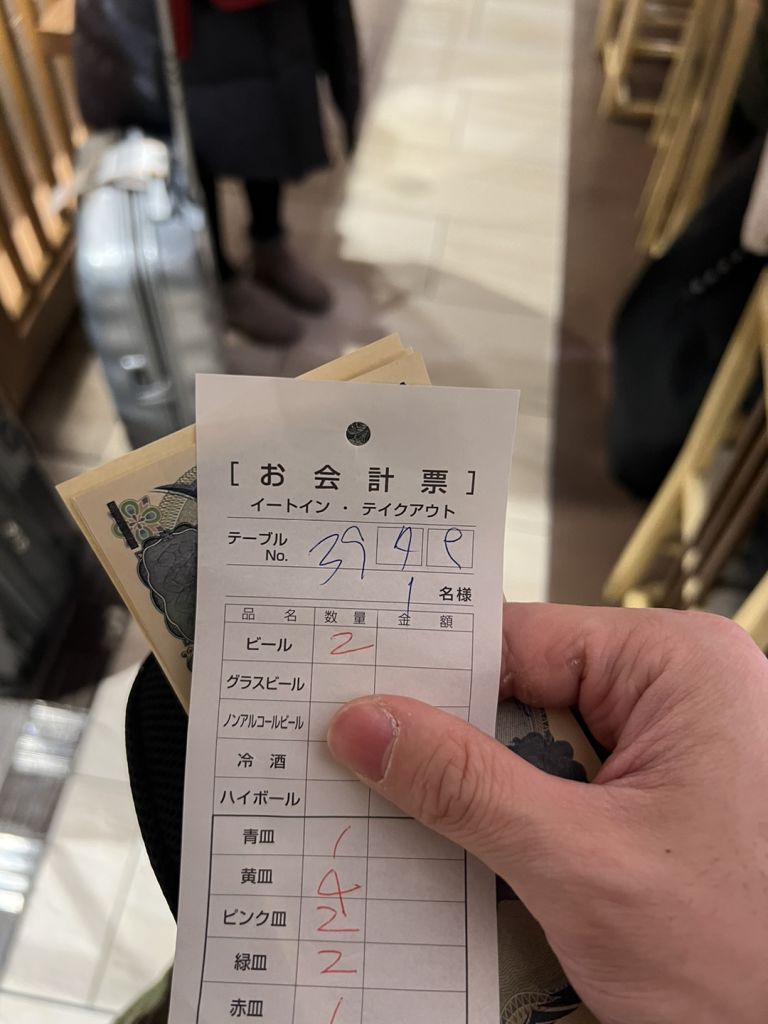 [ お 会 計 票 ]
イートイン ・ テイクアウト
テーブル No. 39 4
1 名様
品 名 数 量 金 額
ビール 2
グラスビール
ノンアルコールビール
冷 酒
ハイボール
青皿 1
黄皿 4
ピンク皿 2
緑皿 2
赤皿 1